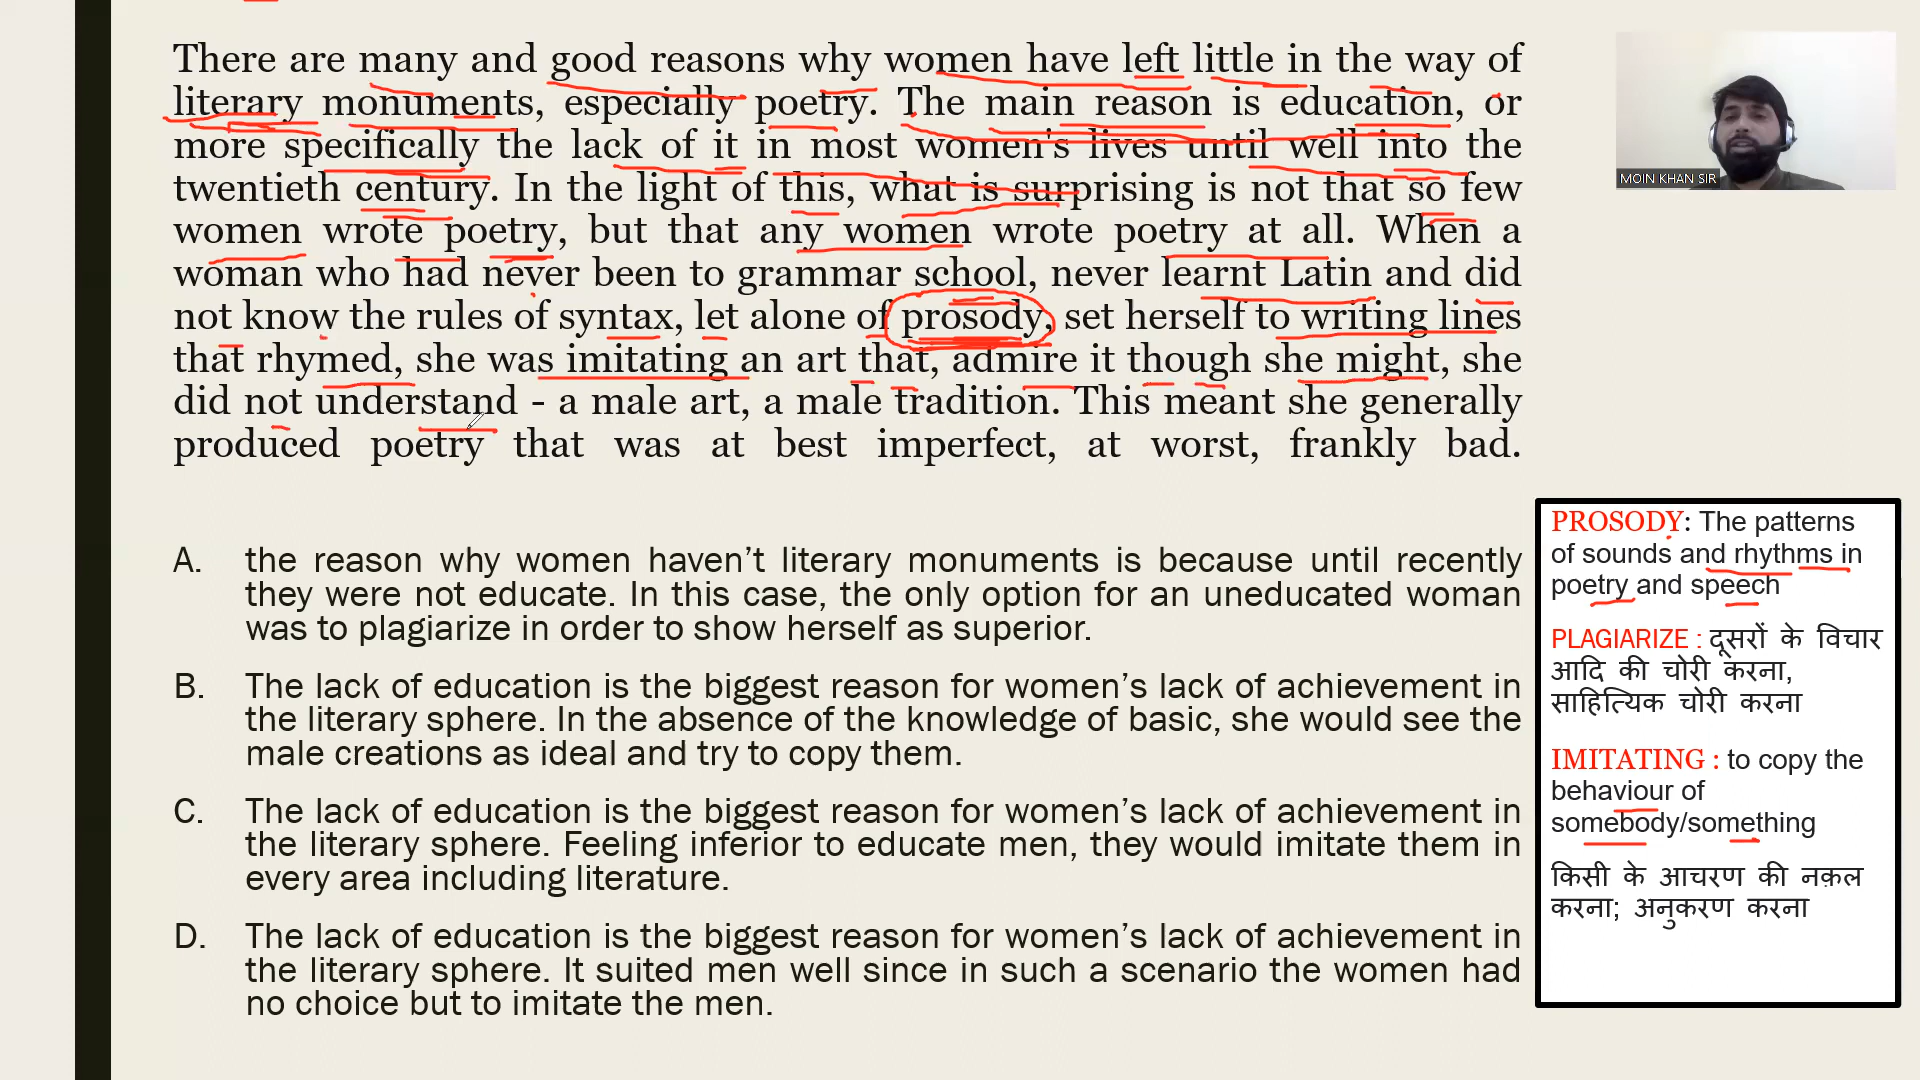 There are many and good reasons why women have left little in the way of
literary monuments, especially poetry. The main reason is education, or
more specifically the lack of it in most women's lives until well into the
twentieth century. In the light of this, what is surprising is not that so few
women wrote poetry, but that any women wrote poetry at all. When a
woman who had never been to grammar school, never learnt Latin and did
not know the rules of syntax, let alone of prosody, set herself to writing lines
that rhymed, she was imitating an art that, admire it though she might, she
did not understand - a male art, a male tradition. This meant she generally
produced poetry that was at best imperfect, at worst, frankly bad.
A. the reason why women haven’t literary monuments is because until recently
they were not educate. In this case, the only option for an uneducated woman
was to plagiarize in order to show herself as superior.
B. The lack of education is the biggest reason for women’s lack of achievement in
the literary sphere. In the absence of the knowledge of basic, she would see the
male creations as ideal and try to copy them.
C. The lack of education is the biggest reason for women’s lack of achievement in
the literary sphere. Feeling inferior to educate men, they would imitate them in
every area including literature.
D. The lack of education is the biggest reason for women’s lack of achievement in
the literary sphere. It suited men well since in such a scenario the women had
no choice but to imitate the men.
MOIN KHAN SIR
PROSODY: The patterns
of sounds and rhythms in
poetry and speech
PLAGIARIZE : दूसरों के विचार
आदि की चोरी करना,
साहित्यिक चोरी करना
IMITATING : to copy the
behaviour of
somebody/something
किसी के आचरण की नक़ल
करना; अनुकरण करना